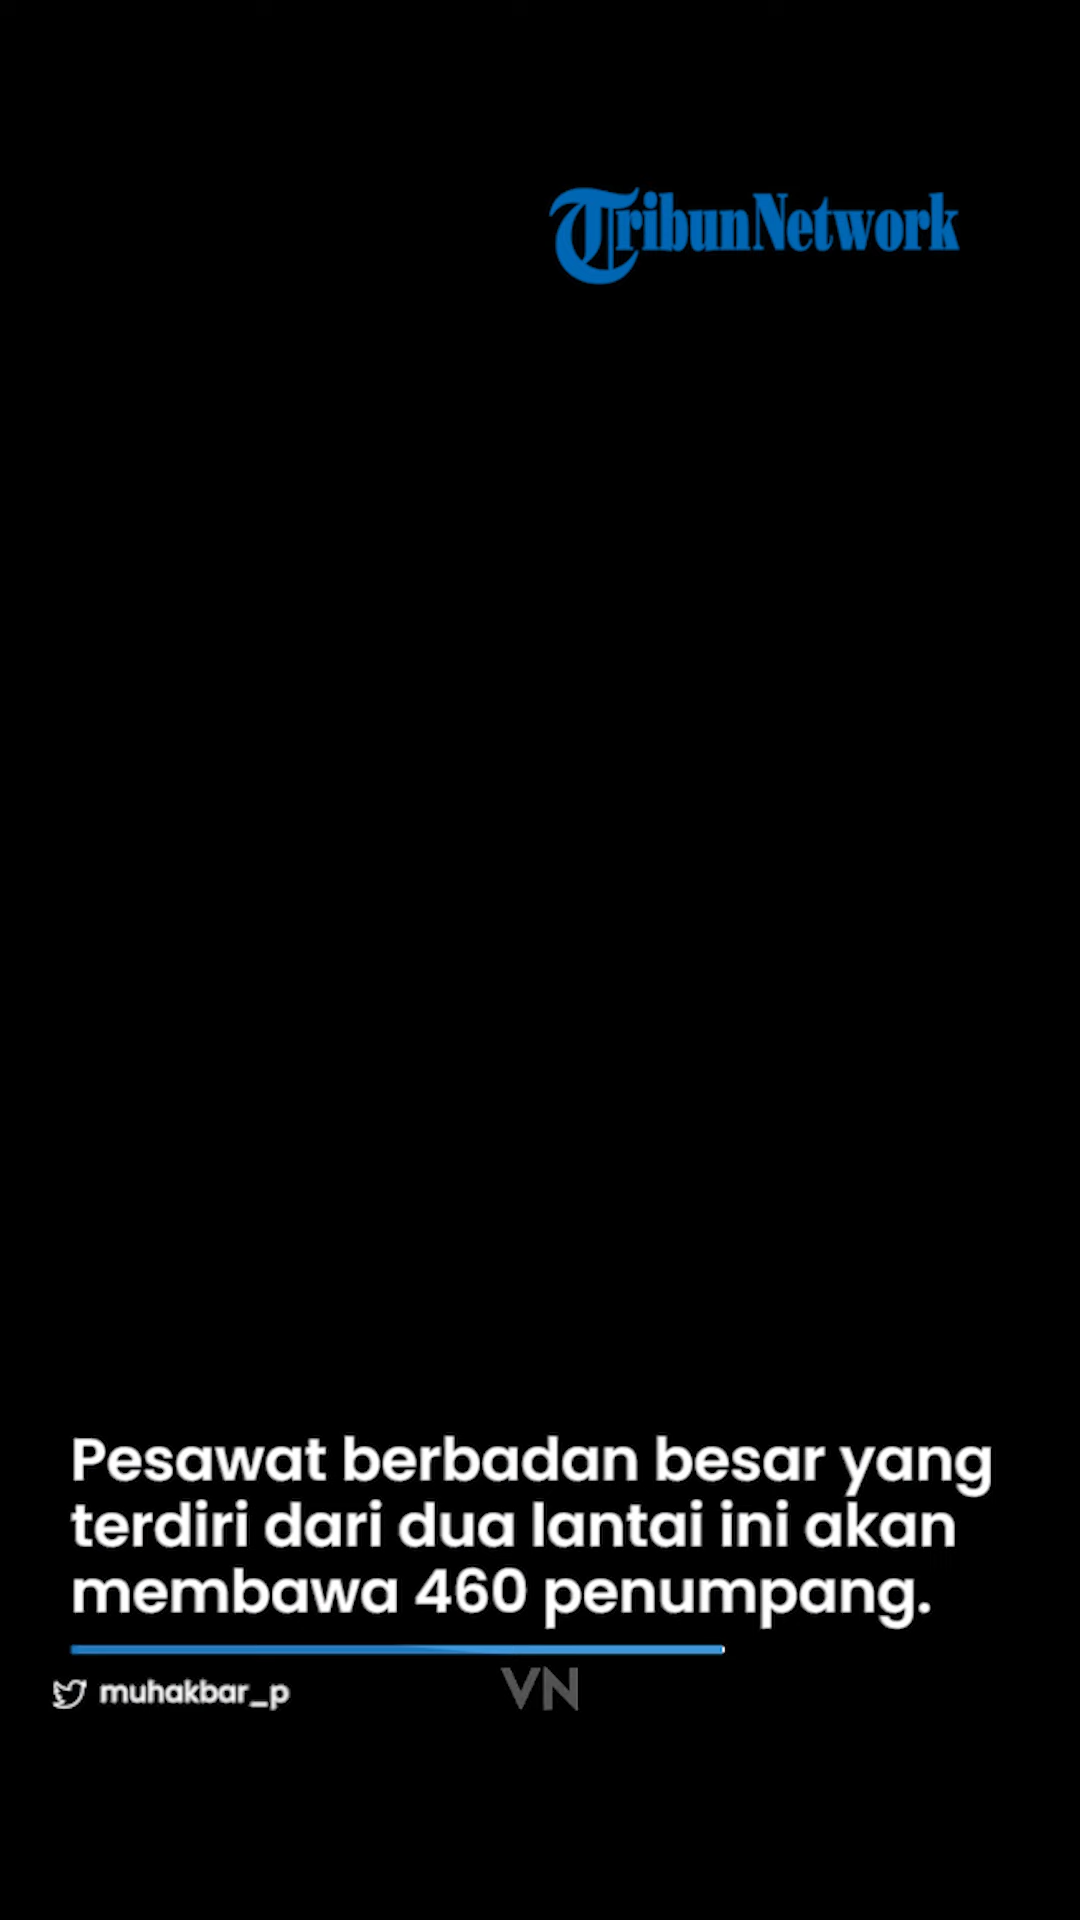 TribunNetwork
Pesawat berbadan besar yang
terdiri dari dua lantai ini akan
membawa 460 penumpang.
muhakbar_p
VN